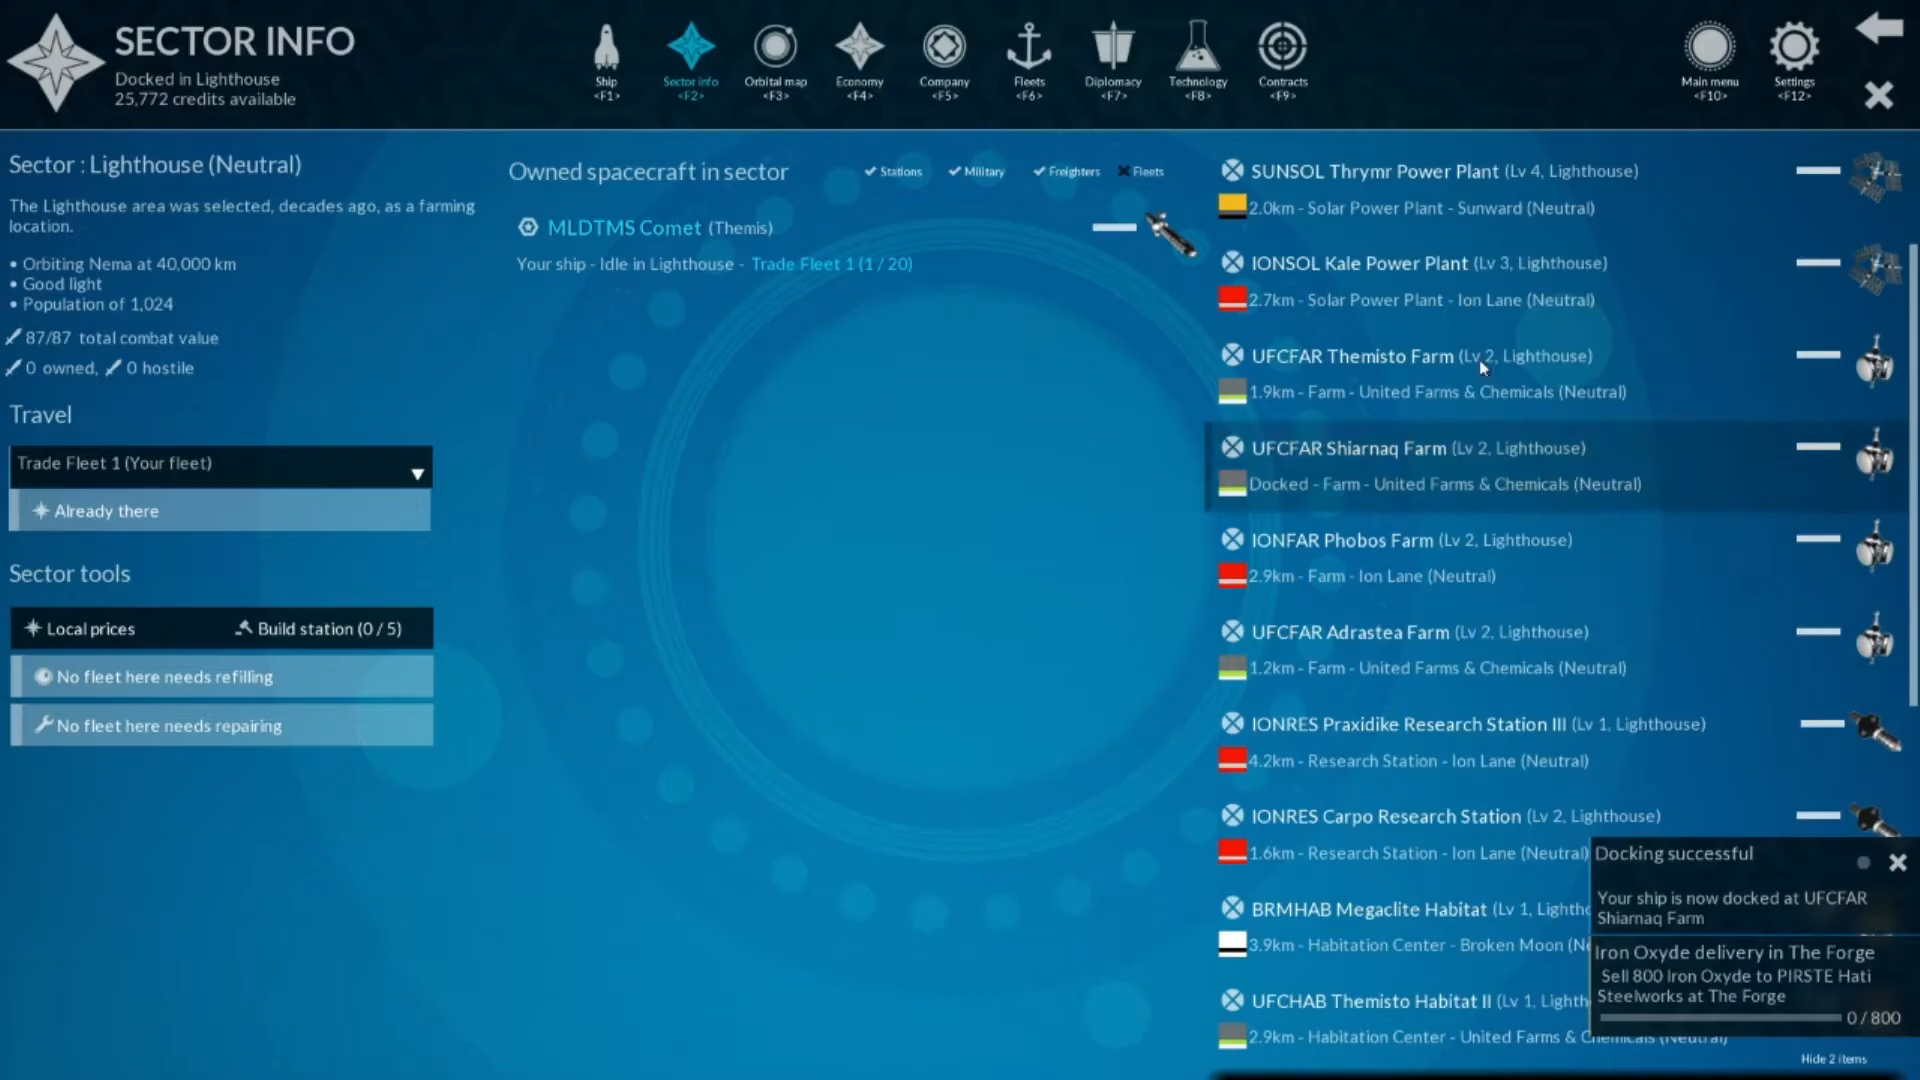 SECTOR INFO
Docked in Lighthouse
25,772 credits available
Ship
<F1>
Sector info
<F2>
Orbital map
<F3>
Economy
<F4>
Company
<F5>
Fleets
<F6>
Diplomacy
<F7>
Technology
<F8>
Contracts
<F9>
Main menu
<F10>
Settings
<F12>
Sector : Lighthouse (Neutral)
The Lighthouse area was selected, decades ago, as a farming
location.
• Orbiting Nema at 40,000 km
• Good light
• Population of 1,024
87/87 total combat value
0 owned, 0 hostile
Travel
Trade Fleet 1 (Your fleet)
Already there
Sector tools
Local prices
Build station (0 / 5)
No fleet here needs refilling
No fleet here needs repairing
Owned spacecraft in sector
Stations
Military
Freighters
Fleets
MLDTMS Comet (Themis)
Your ship - Idle in Lighthouse - Trade Fleet 1 (1 / 20)
SUNSOL Thrymr Power Plant (Lv 4, Lighthouse)
2.0km - Solar Power Plant - Sunward (Neutral)
IONSOL Kale Power Plant (Lv 3, Lighthouse)
2.7km - Solar Power Plant - Ion Lane (Neutral)
UFCFAR Themisto Farm (Lv 2, Lighthouse)
1.9km - Farm - United Farms & Chemicals (Neutral)
UFCFAR Shiarnaq Farm (Lv 2, Lighthouse)
Docked - Farm - United Farms & Chemicals (Neutral)
IONFAR Phobos Farm (Lv 2, Lighthouse)
2.9km - Farm - Ion Lane (Neutral)
UFCFAR Adrastea Farm (Lv 2, Lighthouse)
1.2km - Farm - United Farms & Chemicals (Neutral)
IONRES Praxidike Research Station III (Lv 1, Lighthouse)
4.2km - Research Station - Ion Lane (Neutral)
IONRES Carpo Research Station (Lv 2, Lighthouse)
1.6km - Research Station - Ion Lane (Neutral)
BRMHAB Megaclite Habitat (Lv 1,
3.9km - Habitation Center - Broken Moon
UFCHAB Themisto Habitat II (Lv 1,
2.9km - Habitation Center - United Farms & Chemicals (Neutral)
Docking successful
Your ship is now docked at UFCFAR
Shiarnaq Farm
Iron Oxyde delivery in The Forge
Sell 800 Iron Oxyde to PIRSTE Hati
Steelworks at The Forge
0 / 800
Hide 2 items